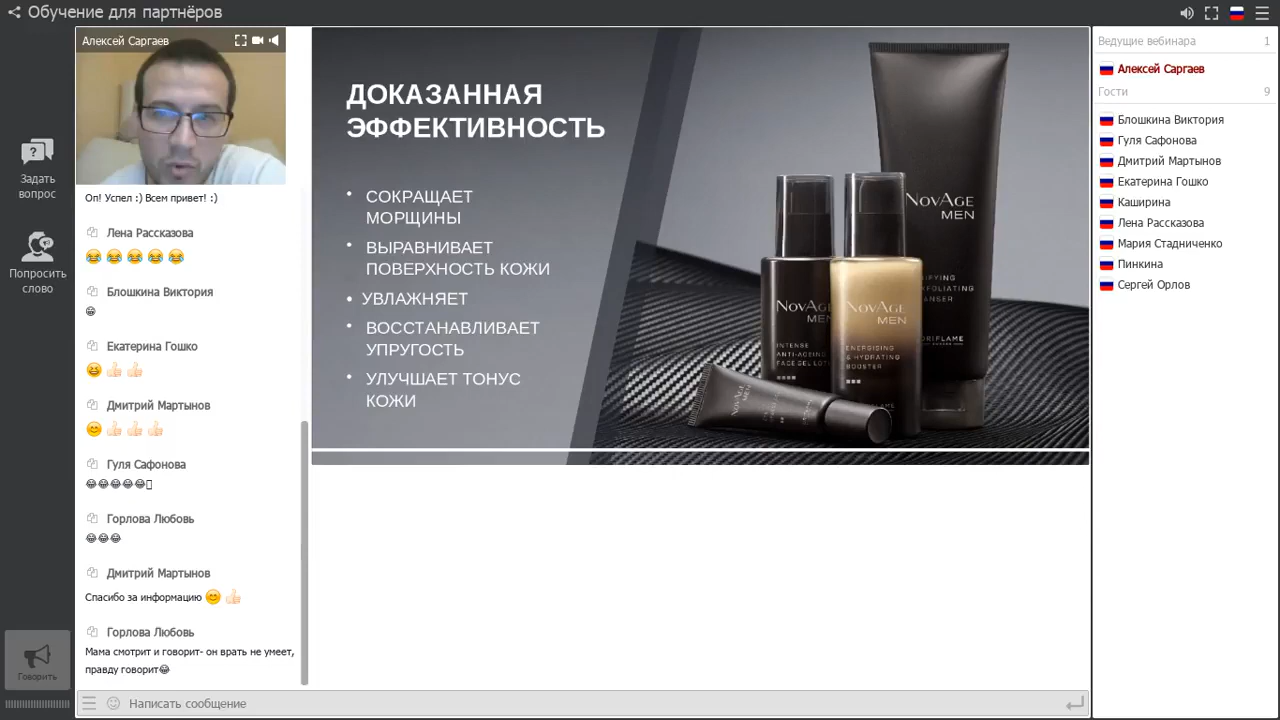 Обучение для партнёров
Алексей Саргаев
Оп! Успел :) Всем привет! :)
Лена Рассказова
Блошкина Виктория
Екатерина Гошко
Дмитрий Мартынов
Гуля Сафонова
Горлова Любовь
Дмитрий Мартынов
Спасибо за информацию
Горлова Любовь
Мама смотрит и говорит- он врать не умеет,
правду говорит
Написать сообщение
Задать
вопрос
Попросить
слово
Говорить
ДОКАЗАННАЯ
ЭФФЕКТИВНОСТЬ
• СОКРАЩАЕТ
МОРЩИНЫ
• ВЫРАВНИВАЕТ
ПОВЕРХНОСТЬ КОЖИ
• УВЛАЖНЯЕТ
• ВОССТАНАВЛИВАЕТ
УПРУГОСТЬ
• УЛУЧШАЕТ ТОНУС
КОЖИ
NOVAGE
MEN
NOVAGE
MEN
INTENSE
ANTI-AGEING
FACE GEL
NOVAGE
MEN
ENERGISING
& HYDRATING
BOOSTER
NOVAGE
MEN
Ведущие вебинара 1
Алексей Саргаев
Гости 9
Блошкина Виктория
Гуля Сафонова
Дмитрий Мартынов
Екатерина Гошко
Каширина
Лена Рассказова
Мария Стадниченко
Пинкина
Сергей Орлов